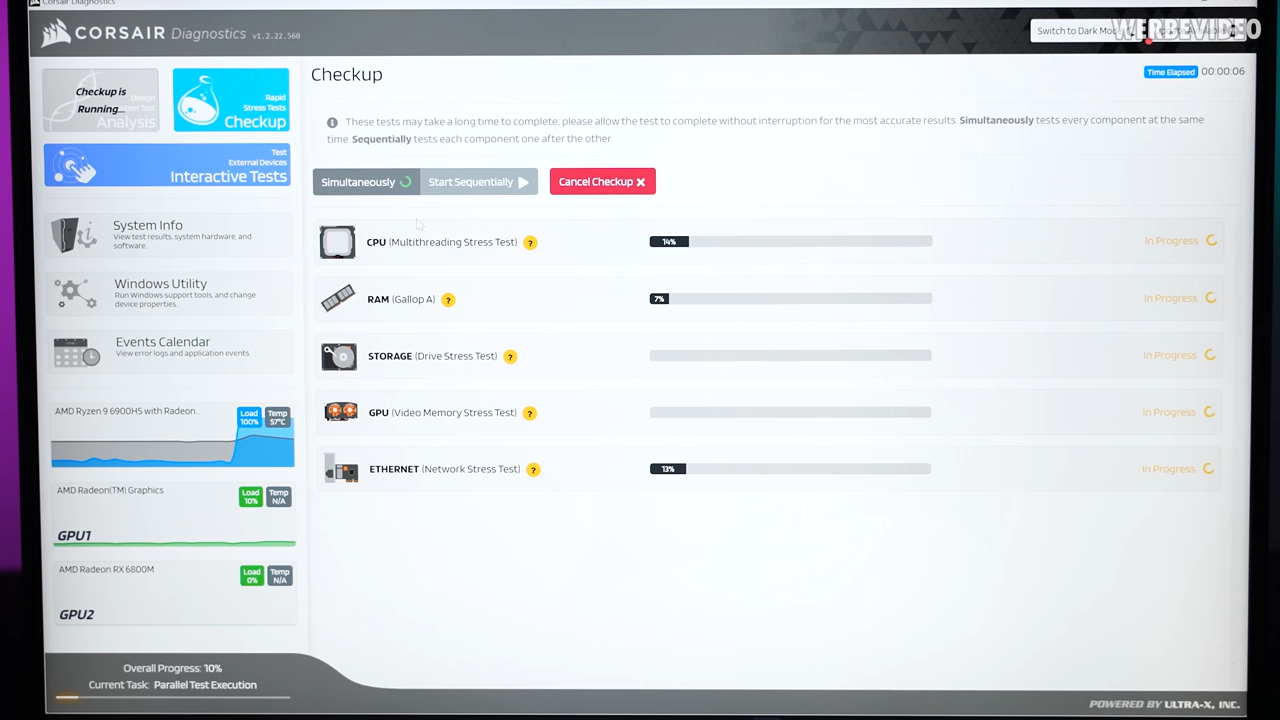 Corsair Diagnostics
CORSAIR Diagnostics v1.2.22.560
Switch to Dark Mo
WERBEVIDEO
Checkup is
Running...
Analysis
Rapid
Stress Tests
Checkup
Test
External Devices
Interactive Tests
System Info
View test results, system hardware, and
software.
Windows Utility
Run Windows support tools, and change
device properties.
Events Calendar
View error logs and application events.
AMD Ryzen 9 6900HS with Radeon...
Load
100%
Temp
57°C
AMD Radeon(TM) Graphics
Load
10%
Temp
N/A
GPU1
AMD Radeon RX 6800M
Load
0%
Temp
N/A
GPU2
Overall Progress: 10%
Current Task: Parallel Test Execution
Checkup
Time Elapsed 00:00:06
These tests may take a long time to complete, please allow the test to complete without interruption for the most accurate results. Simultaneously tests every component at the same
time. Sequentially tests each component one after the other.
Simultaneously
Start Sequentially
Cancel Checkup
CPU (Multithreading Stress Test) ? 14% In Progress
RAM (Gallop A) ? 7% In Progress
STORAGE (Drive Stress Test) ? In Progress
GPU (Video Memory Stress Test) ? In Progress
ETHERNET (Network Stress Test) ? 13% In Progress
POWERED BY ULTRA-X, INC.